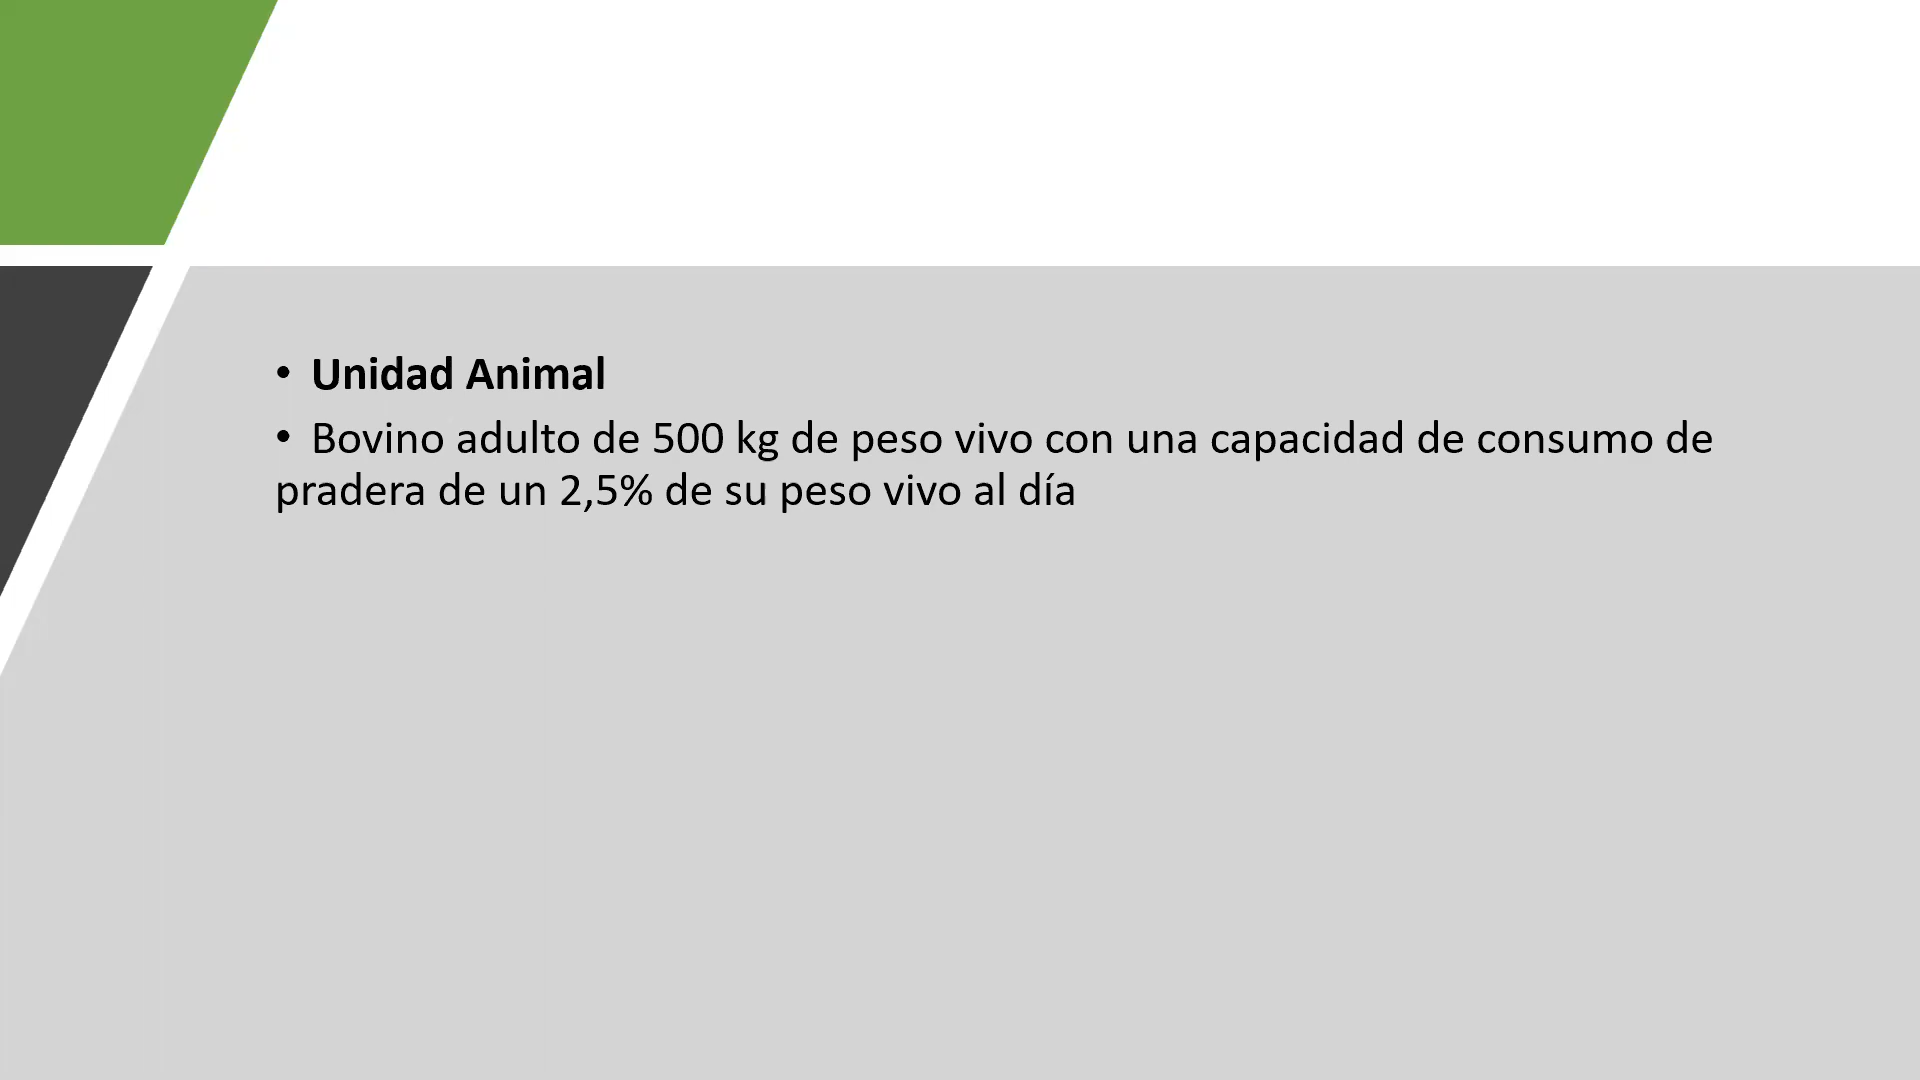 • Unidad Animal
• Bovino adulto de 500 kg de peso vivo con una capacidad de consumo de
pradera de un 2,5% de su peso vivo al día